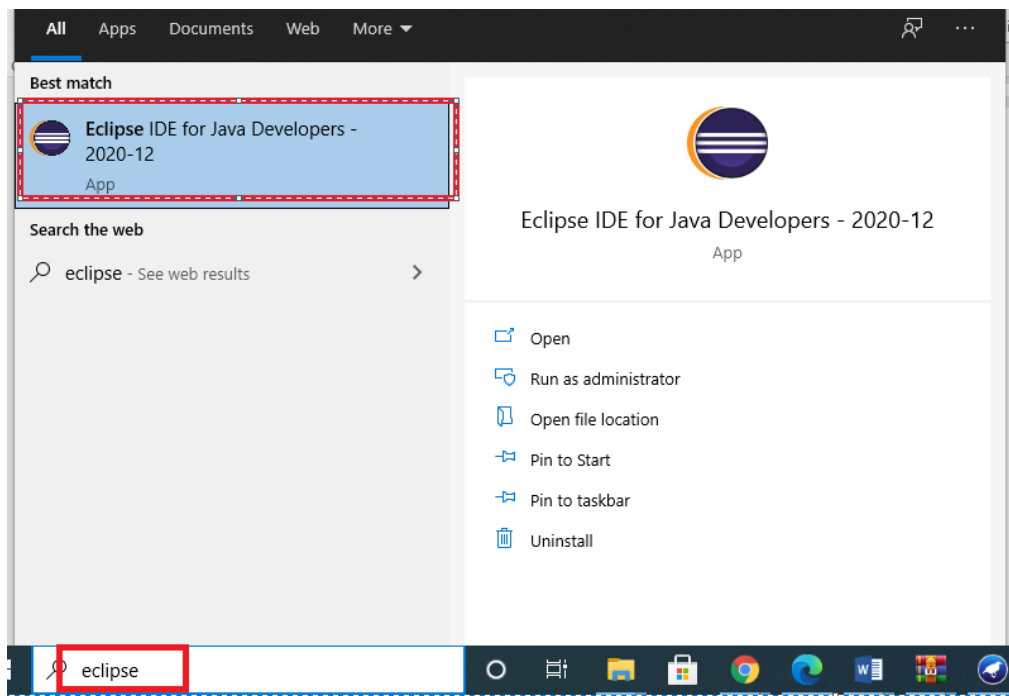 All Apps Documents Web More
Best match
Eclipse IDE for Java Developers -
2020-12
App
Search the web
eclipse - See web results
Eclipse IDE for Java Developers - 2020-12
App
Open
Run as administrator
Open file location
Pin to Start
Pin to taskbar
Uninstall
eclipse